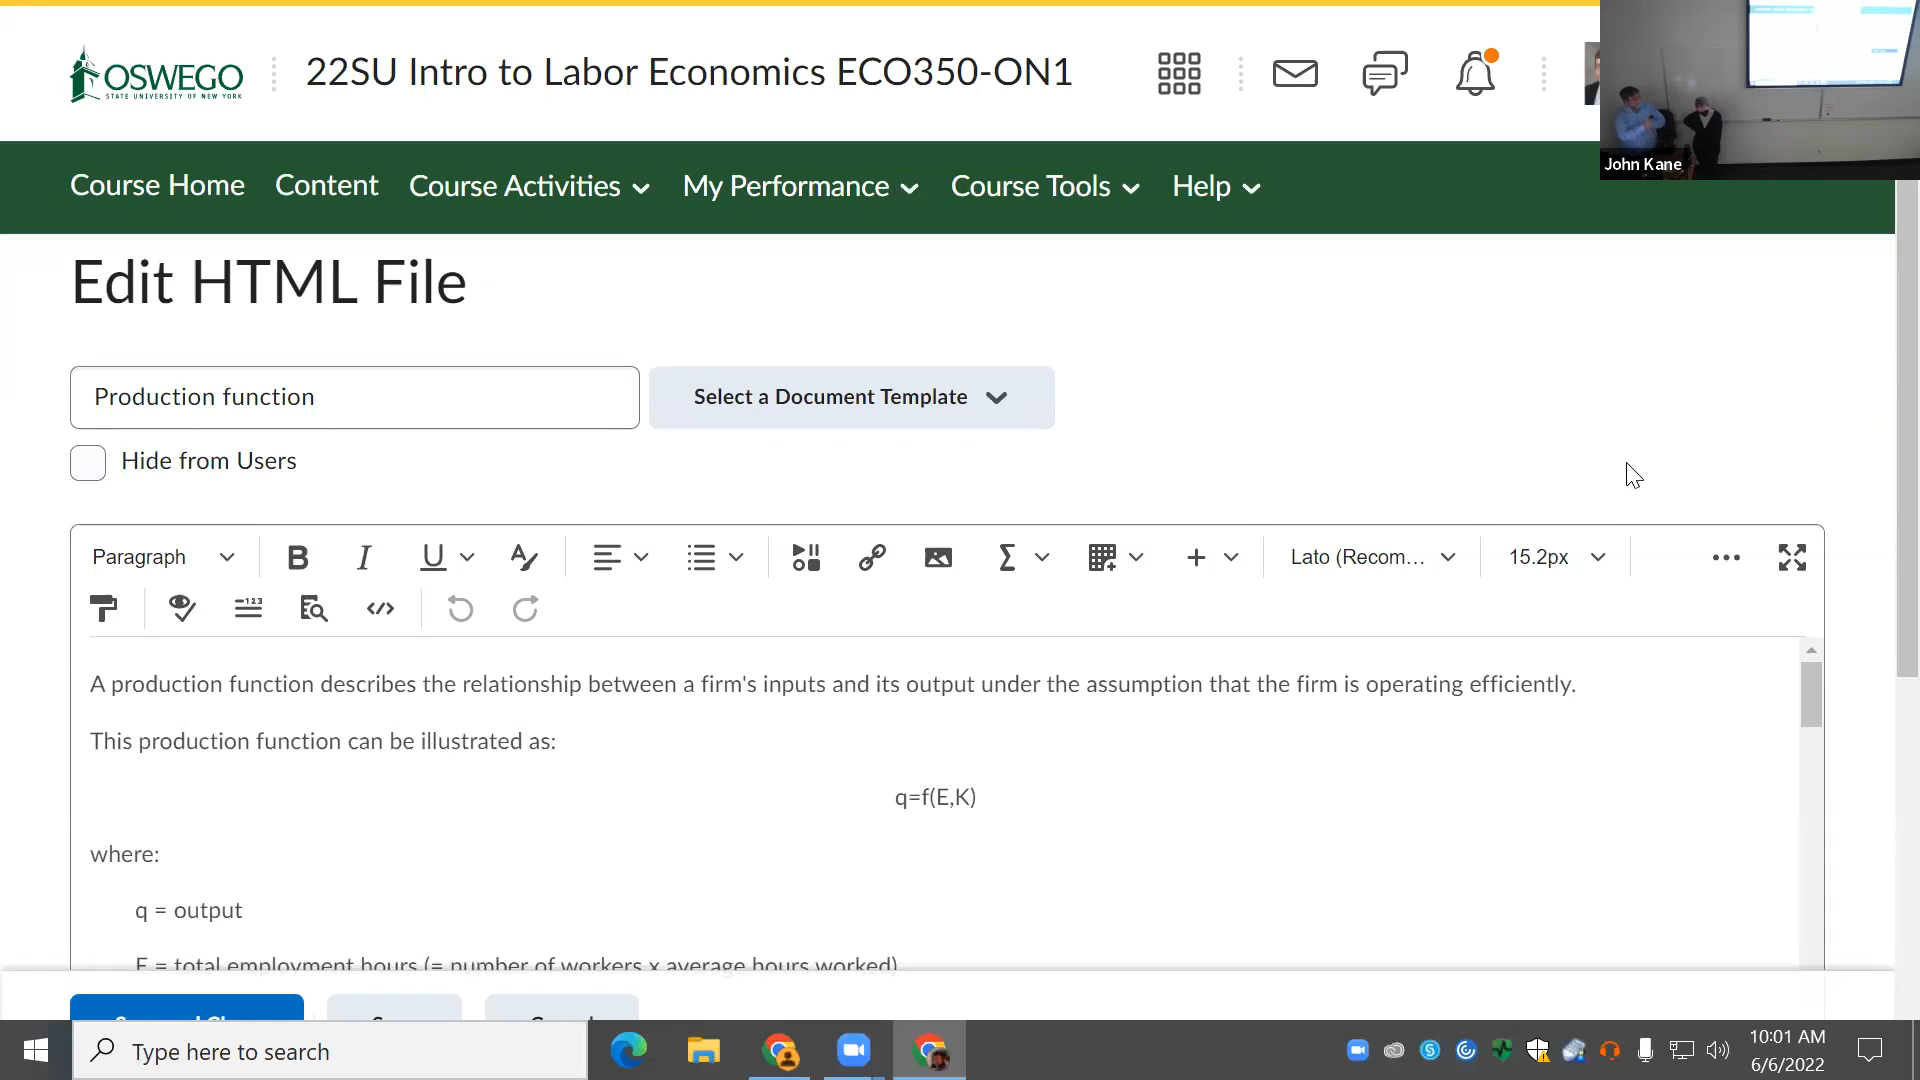 OSWEGO
STATE UNIVERSITY OF NEW YORK
22SU Intro to Labor Economics ECO350-ON1
John Kane
Course Home Content Course Activities My Performance Course Tools Help
Edit HTML File
Production function
Select a Document Template
Hide from Users
Paragraph
Lato (Recom...
15.2px
A production function describes the relationship between a firm's inputs and its output under the assumption that the firm is operating efficiently.
This production function can be illustrated as:
q=f(E,K)
where:
q = output
E = total employment hours (= number of workers x average hours worked)
Type here to search
10:01 AM
6/6/2022